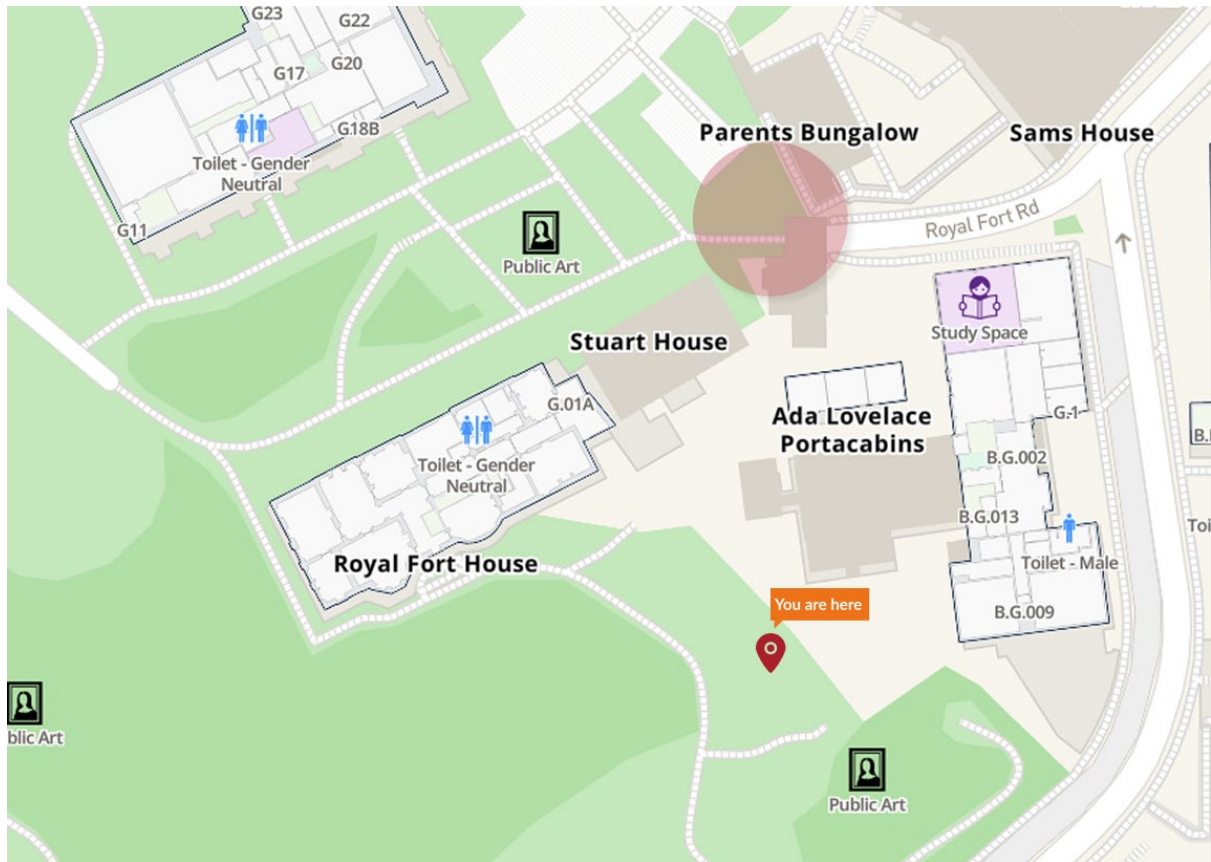 G23
G22
G20
G17
G.18B
Toilet - Gender
Neutral
G11
Parents Bungalow
Sams House
Royal Fort Rd
Public Art
Study Space
Stuart House
G.01A
Ada Lovelace
Portacabins
G.1
B.G.002
Toilet - Gender
Neutral
B.G.013
Toilet - Male
Royal Fort House
You are here
B.G.009
blic Art
Public Art